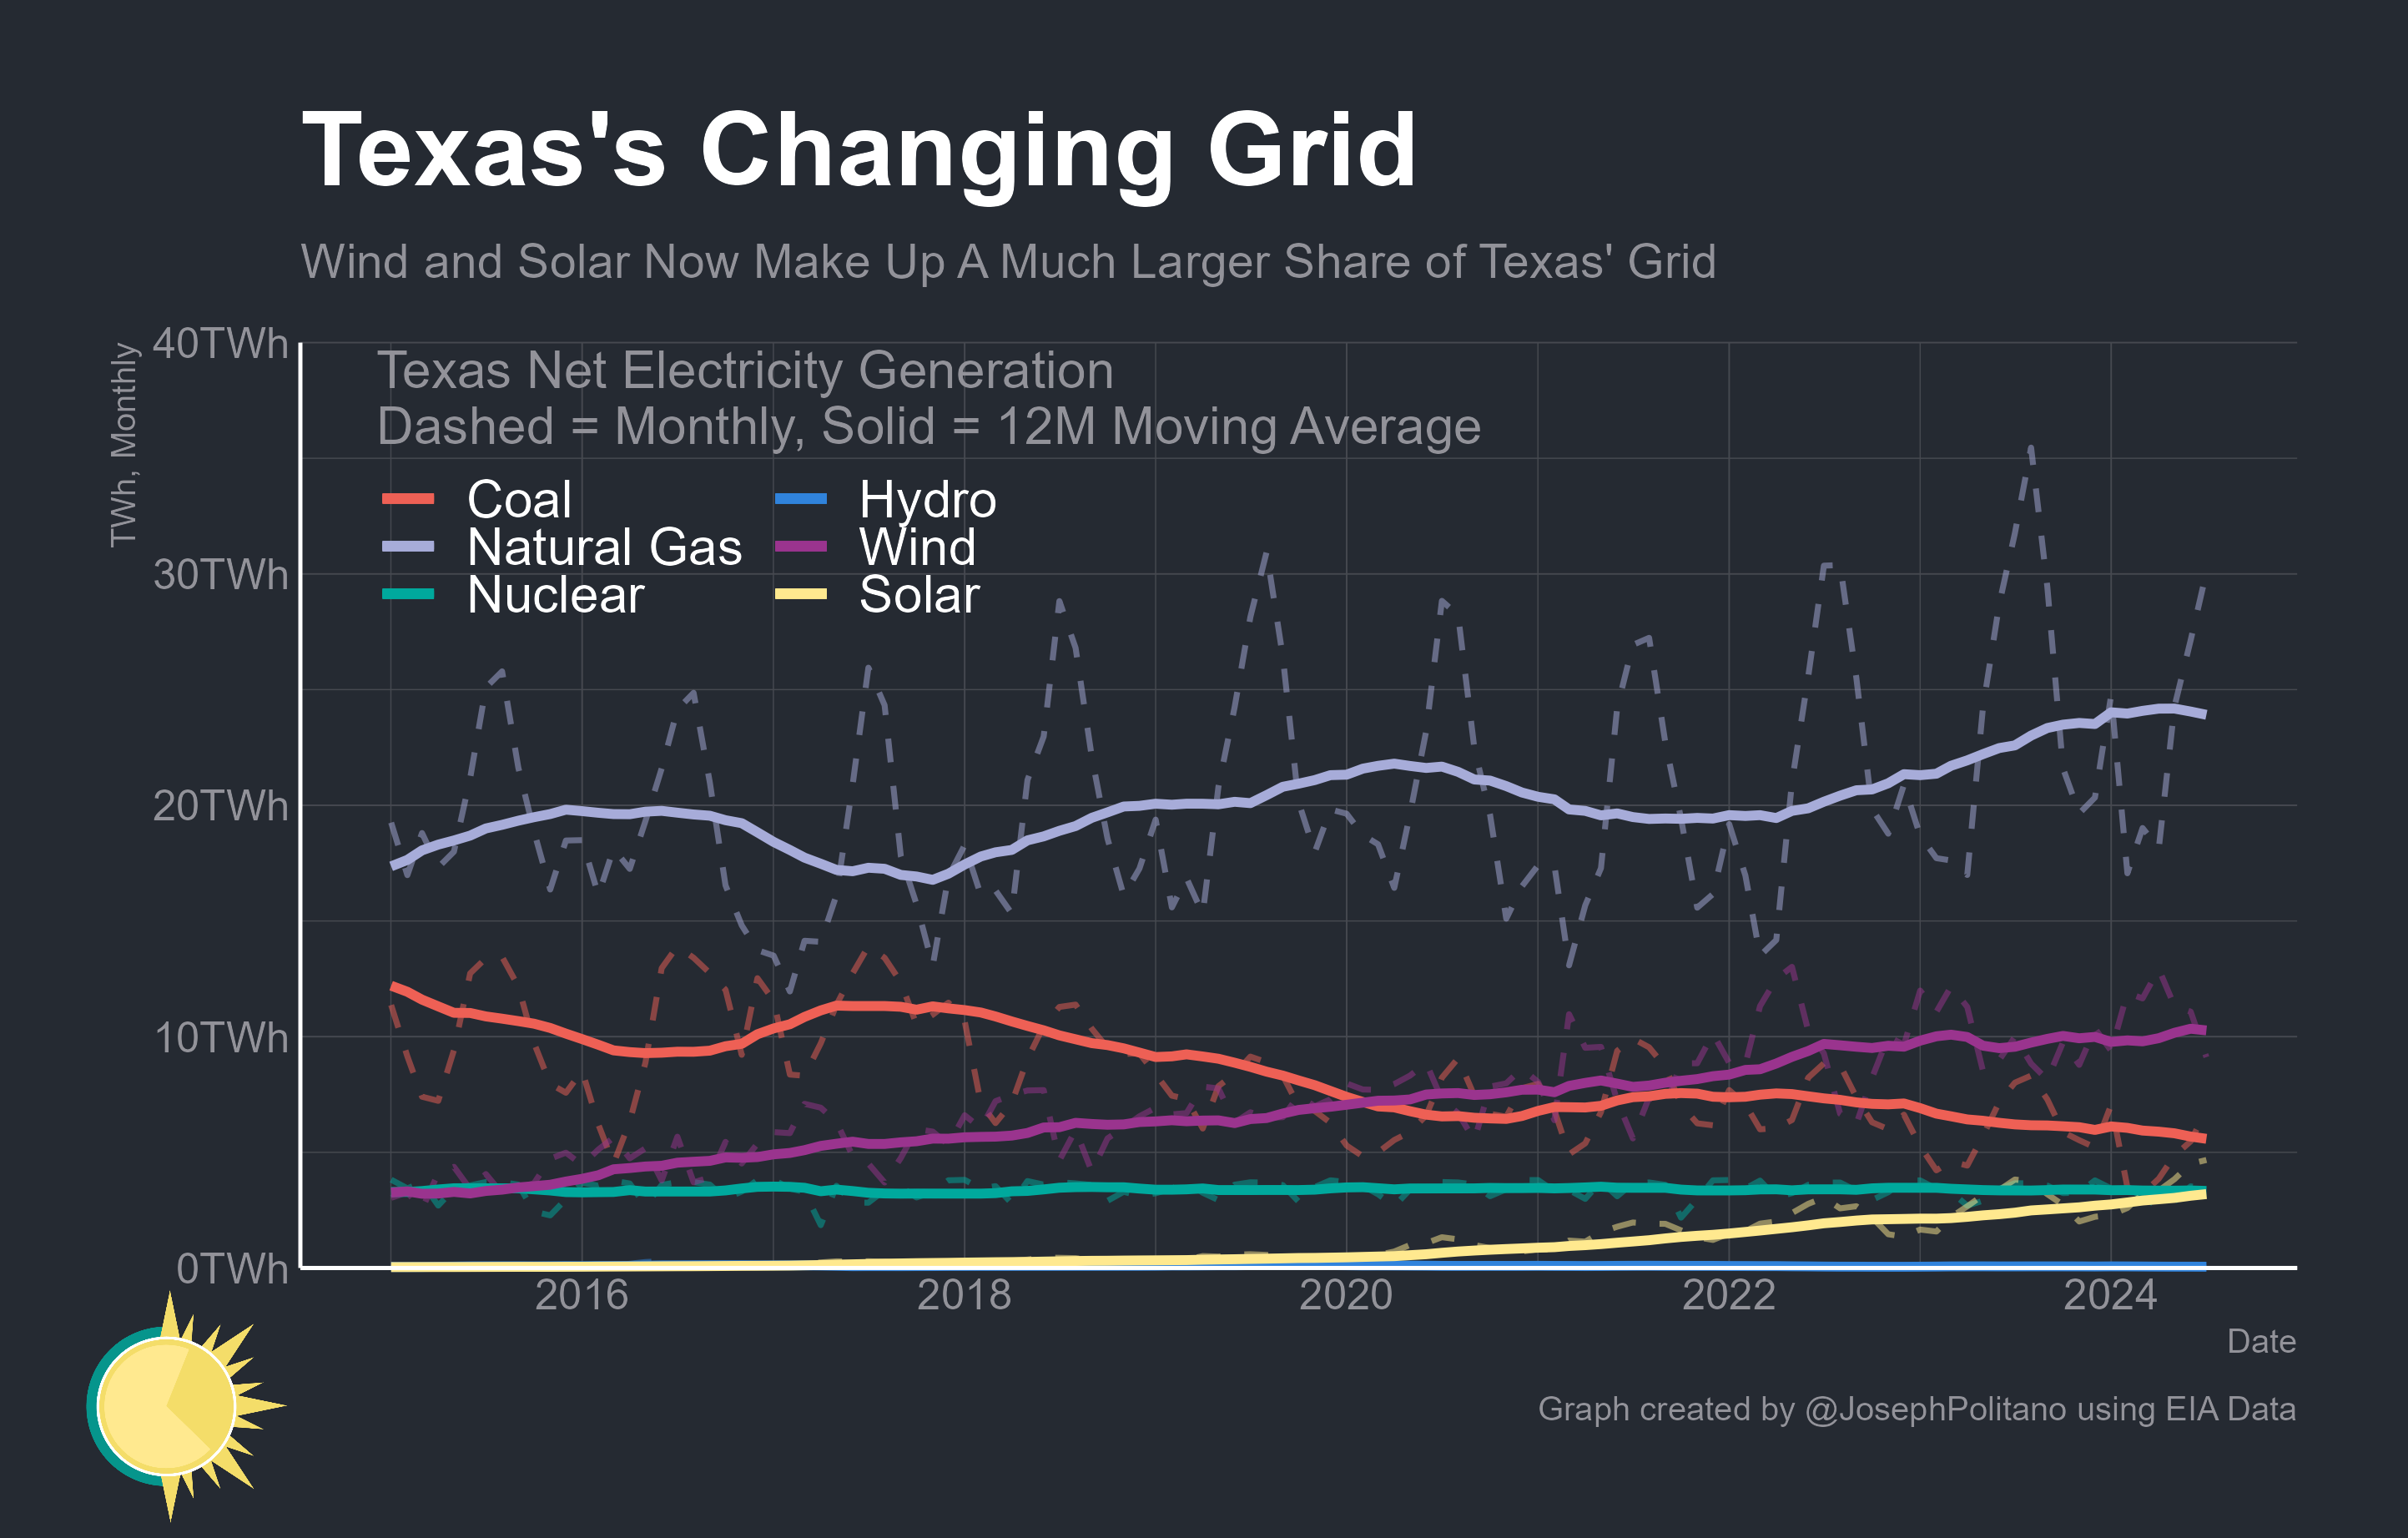 Texas's Changing Grid
Wind and Solar Now Make Up A Much Larger Share of Texas' Grid
TWh, Monthly
40TWh
30TWh
20TWh
10TWh
0TWh
Texas Net Electricity Generation
Dashed = Monthly, Solid = 12M Moving Average
Coal
Natural Gas
Nuclear
Hydro
Wind
Solar
2016 2018 2020 2022 2024
Date
Graph created by @JosephPolitano using EIA Data